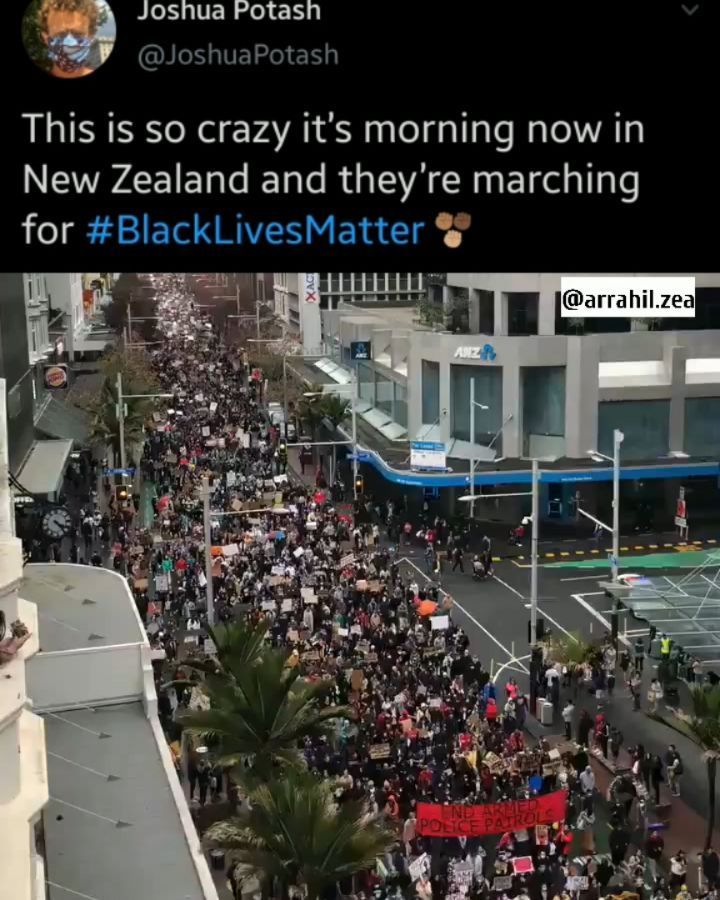 Joshua Potash
@JoshuaPotash
This is so crazy it's morning now in
New Zealand and they're marching
for #BlackLivesMatter ✊🏿✊🏾✊🏼
@arrahil.zea
ANZ
ANZ
END ARMED
POLICE PATROLS